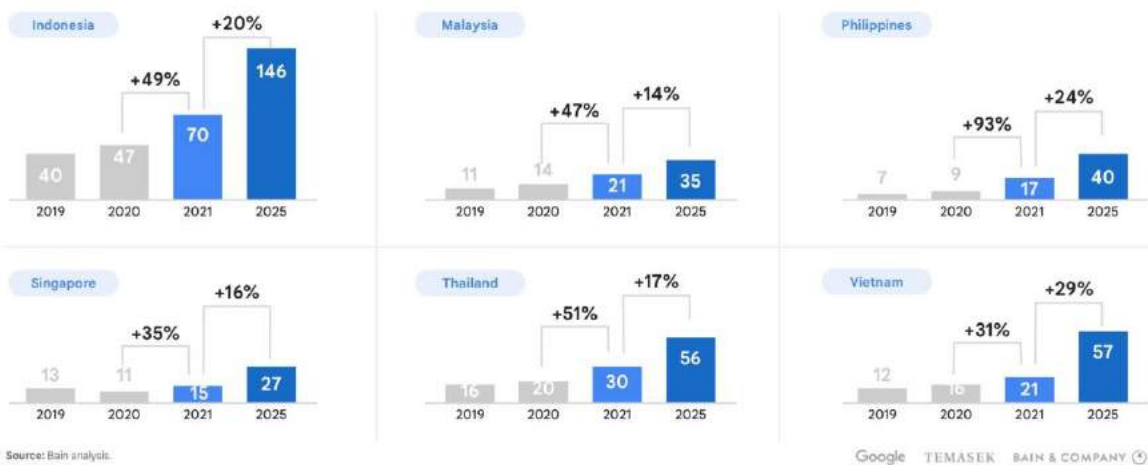 Indonesia
+20%
+49%
40
47
70
146
2019 2020 2021 2025
Malaysia
+14%
+47%
11
14
21
35
2019 2020 2021 2025
Philippines
+24%
+93%
7
9
17
40
2019 2020 2021 2025
Singapore
+16%
+35%
13
11
15
27
2019 2020 2021 2025
Thailand
+17%
+51%
16
20
30
56
2019 2020 2021 2025
Vietnam
+29%
+31%
12
16
21
57
2019 2020 2021 2025
Source: Bain analysis.
Google TEMASEK BAIN & COMPANY